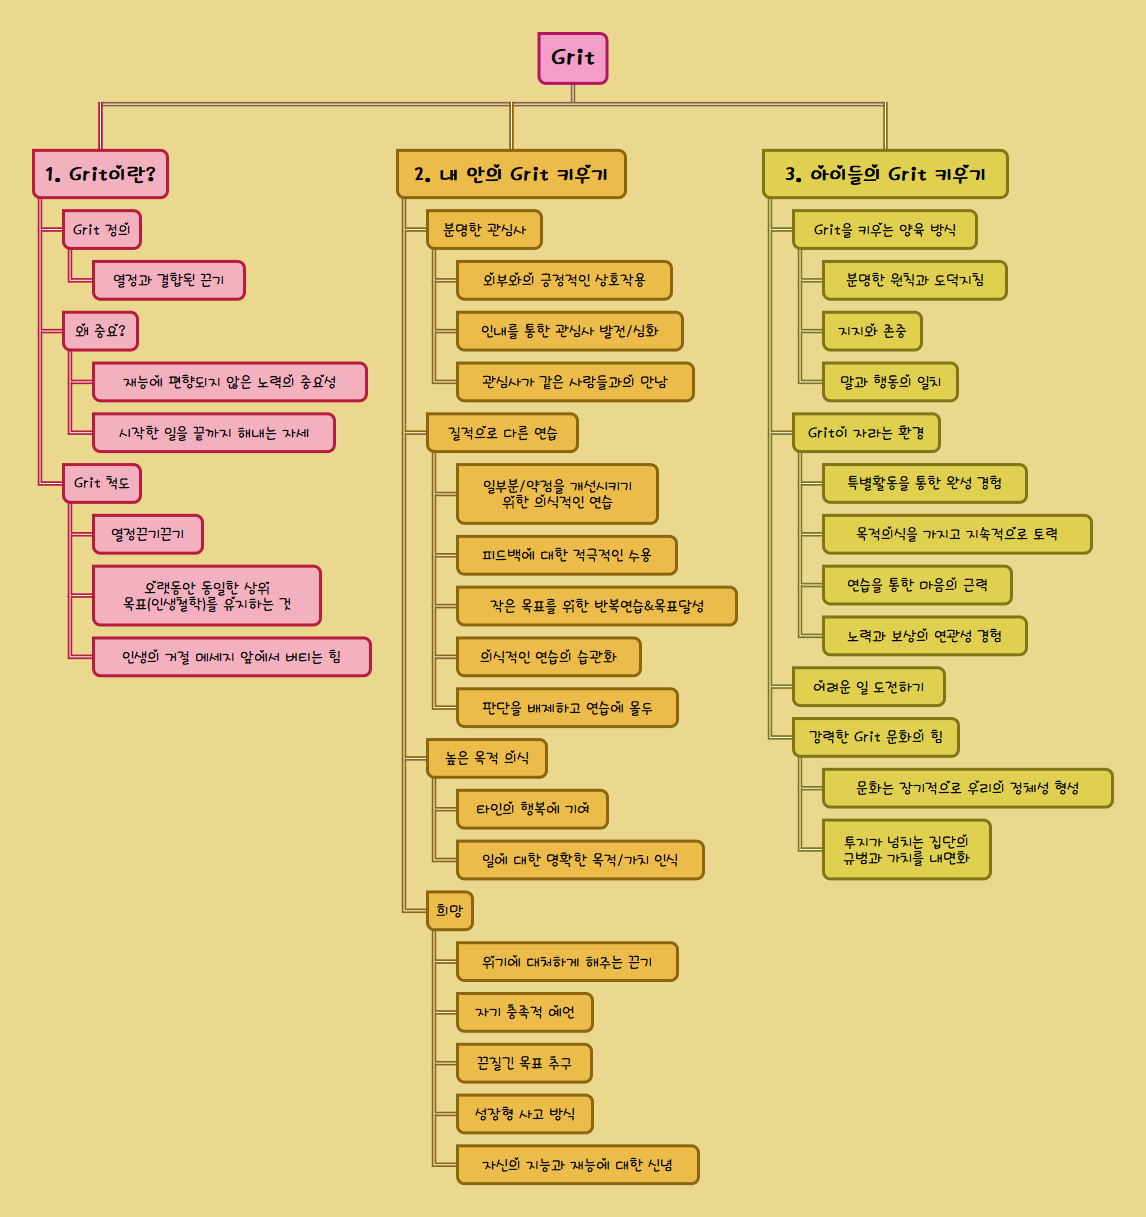 Grit
1. Grit이란?
Grit 정의
열정과 결합된 끈기
왜 중요?
재능에 편향되지 않은 노력의 중요성
시작한 일을 끝까지 해내는 자세
Grit 척도
열정끈기끈기
오랫동안 동일한 상위
목표(인생철학)를 유지하는 것
인생의 거절 메세지 앞에서 버티는 힘
2. 내 안의 Grit 키우기
분명한 관심사
외부와의 긍정적인 상호작용
인내를 통한 관심사 발전/심화
관심사가 같은 사람들과의 만남
질적으로 다른 연습
일부분/약점을 개선시키기
위한 의식적인 연습
피드백에 대한 적극적인 수용
작은 목표를 위한 반복연습&목표달성
의식적인 연습의 습관화
판단을 배제하고 연습에 몰두
높은 목적 의식
타인의 행복에 기여
일에 대한 명확한 목적/가치 인식
희망
위기에 대처하게 해주는 끈기
자기 충족적 예언
끈질긴 목표 추구
성장형 사고 방식
자신의 지능과 재능에 대한 신념
3. 아이들의 Grit 키우기
Grit을 키우는 양육 방식
분명한 원칙과 도덕지침
지지와 존중
말과 행동의 일치
Grit이 자라는 환경
특별활동을 통한 완성 경험
목적의식을 가지고 지속적으로 토력
연습을 통한 마음의 근력
노력과 보상의 연관성 경험
어려운 일 도전하기
강력한 Grit 문화의 힘
문화는 장기적으로 우리의 정체성 형성
투지가 넘치는 집단의
규범과 가치를 내면화